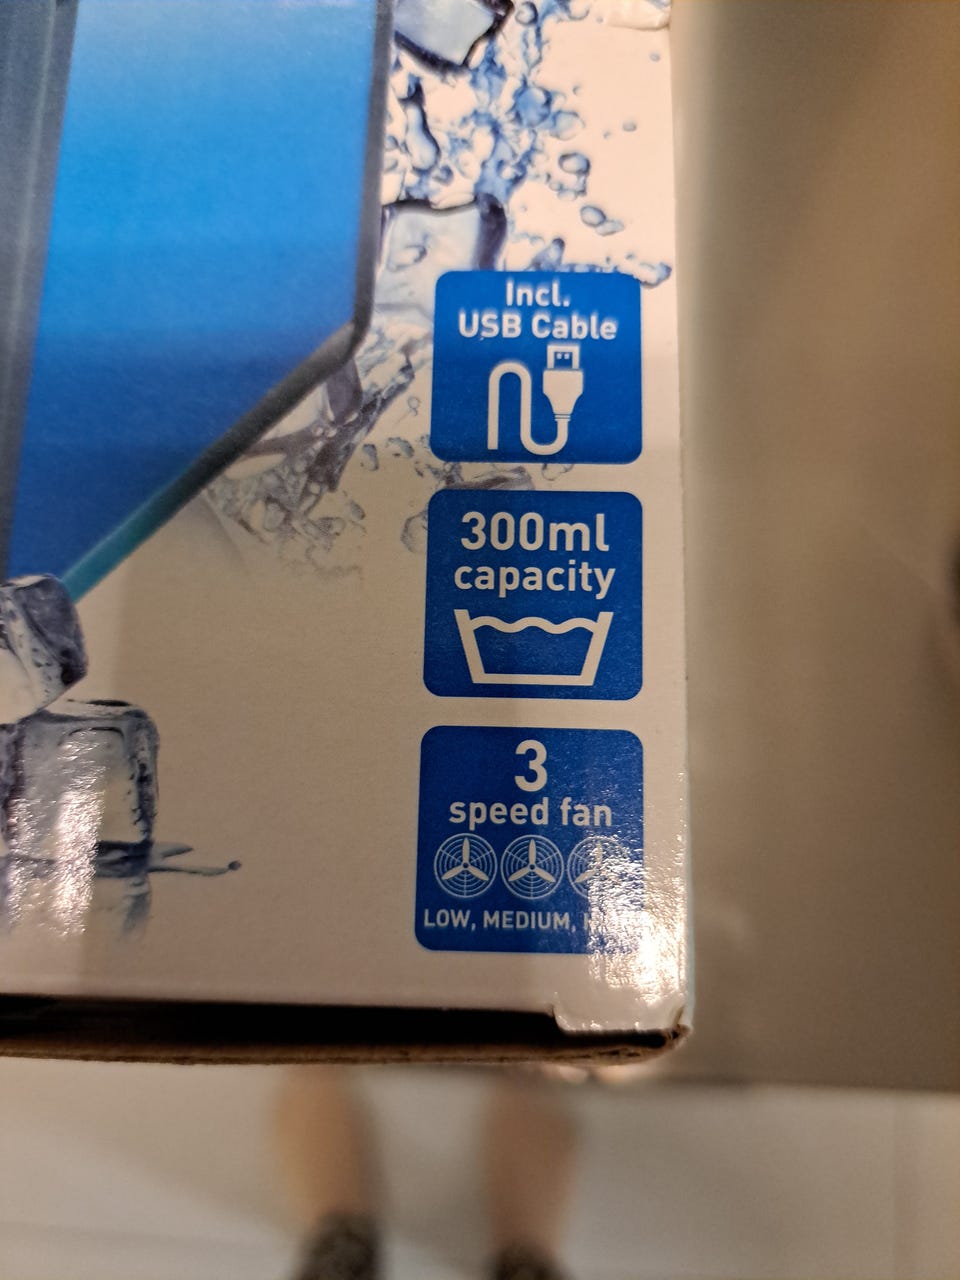 Incl.
USB Cable
300ml
capacity
3
speed fan
LOW, MEDIUM,